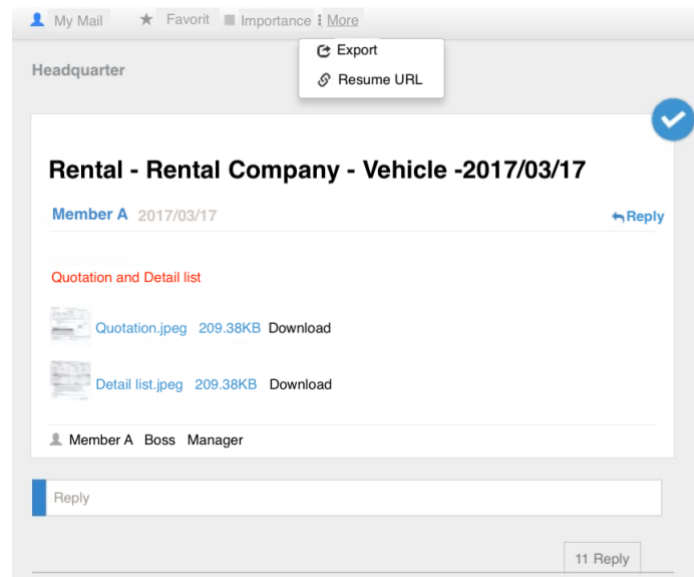 My Mail Favorit Importance More
Export
Resume URL
Headquarter
Rental - Rental Company - Vehicle -2017/03/17
Member A 2017/03/17 Reply
Quotation and Detail list
Quotation.jpeg 209.38KB Download
Detail list.jpeg 209.38KB Download
Member A Boss Manager
Reply
11 Reply